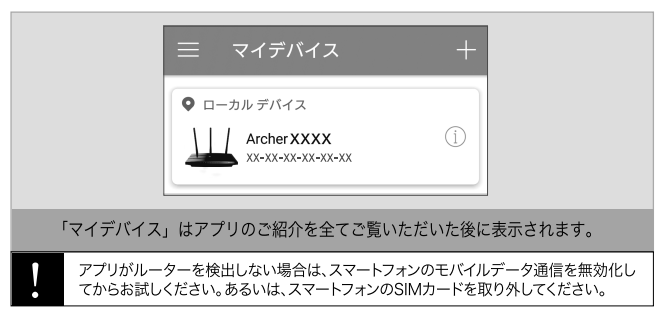 マイデバイス
ローカル デバイス
Archer XXXX
XX-XX-XX-XX-XX-XX
「マイデバイス」はアプリのご紹介を全てご覧いただいた後に表示されます。
! アプリがルーターを検出しない場合は、スマートフォンのモバイルデータ通信を無効化し
てからお試しください。あるいは、スマートフォンのSIMカードを取り外してください。